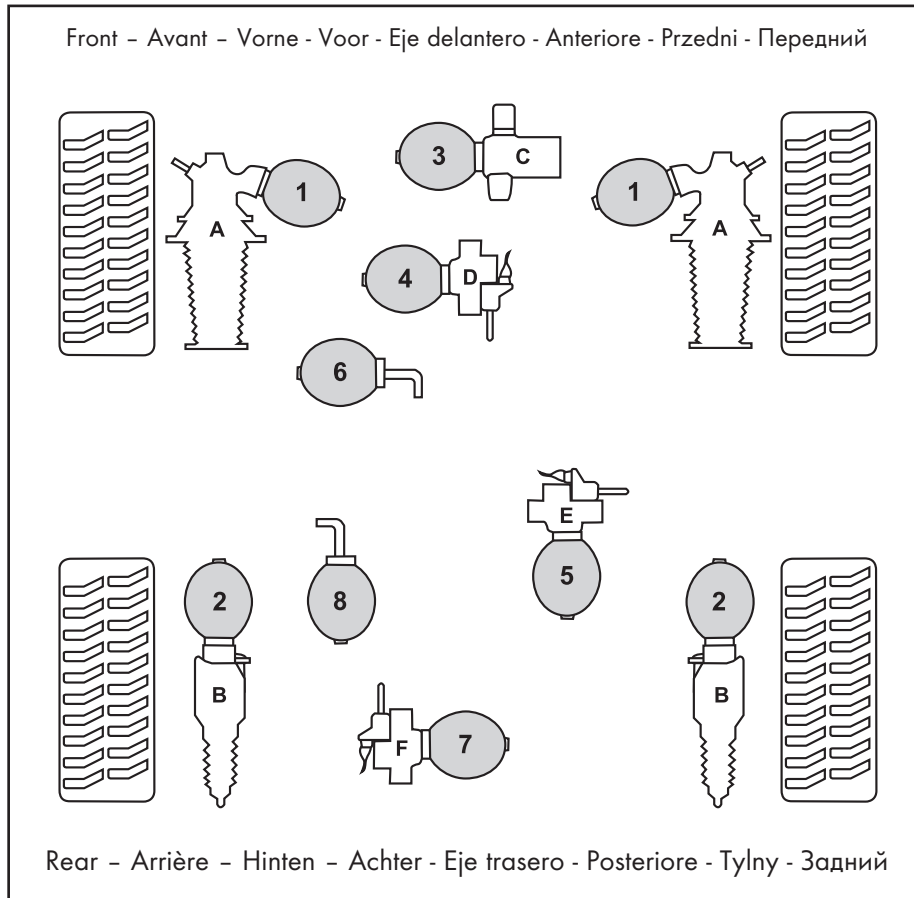 Front – Avant – Vorne - Voor - Eje delantero - Anteriore - Przedni - Передний
3 C
1 1
A A
4 D
6
E
5
2 8 2
B B
F 7
Rear – Arrière – Hinten – Achter - Eje trasero - Posteriore - Tylny - Задний